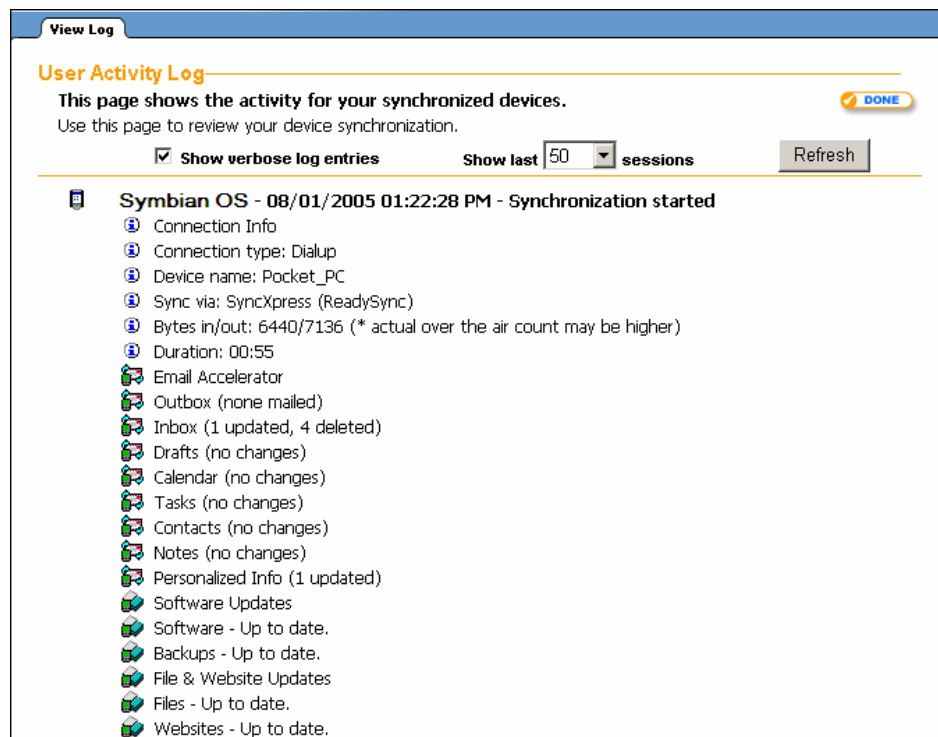 View Log
User Activity Log
This page shows the activity for your synchronized devices.
DONE
Use this page to review your device synchronization.
Show verbose log entries Show last 50 sessions Refresh
Symbian OS - 08/01/2005 01:22:28 PM - Synchronization started
Connection Info
Connection type: Dialup
Device name: Pocket_PC
Sync via: SyncXpress (ReadySync)
Bytes in/out: 6440/7136 (* actual over the air count may be higher)
Duration: 00:55
Email Accelerator
Outbox (none mailed)
Inbox (1 updated, 4 deleted)
Drafts (no changes)
Calendar (no changes)
Tasks (no changes)
Contacts (no changes)
Notes (no changes)
Personalized Info (1 updated)
Software Updates
Software - Up to date.
Backups - Up to date.
File & Website Updates
Files - Up to date.
Websites - Up to date.